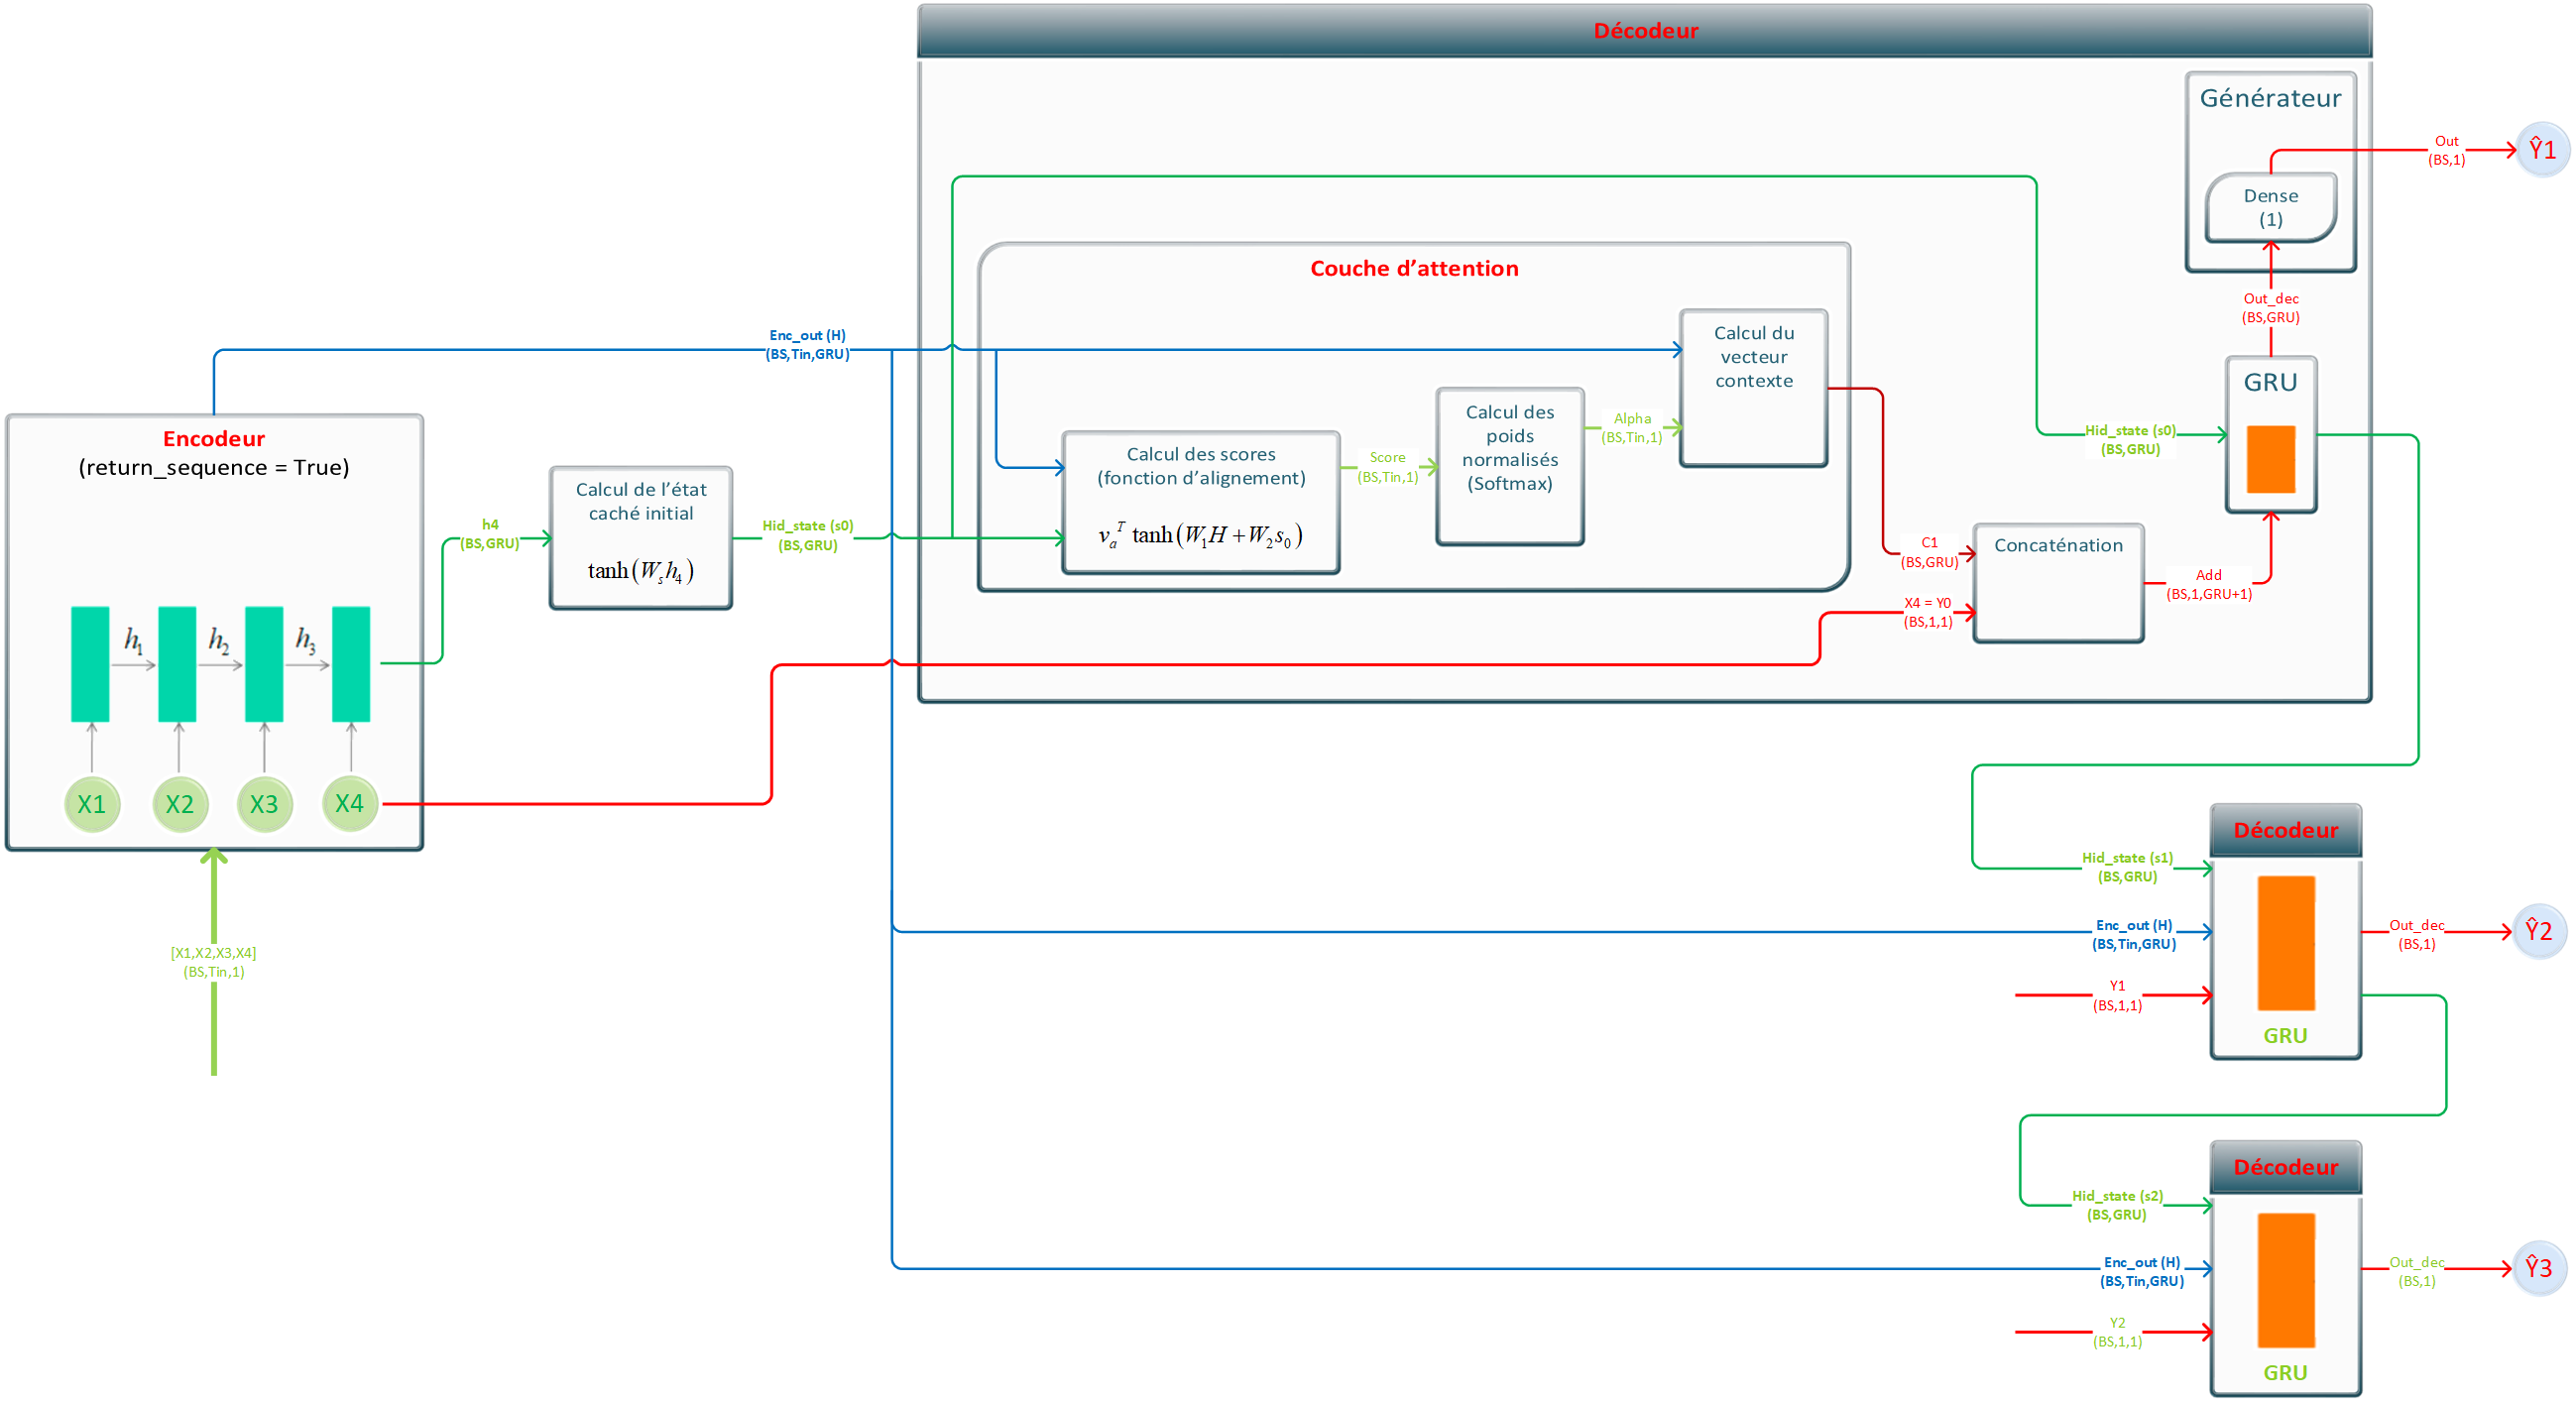 Décodeur
Générateur
Dense
(1)
Out
(BS,1)
Ŷ1
Out_dec
(BS,GRU)
GRU
Hid_state (s0)
(BS,GRU)
Couche d’attention
Calcul du
vecteur
contexte
Calcul des
poids
normalisés
(Softmax)
Alpha
(BS,Tin,1)
Score
(BS,Tin,1)
Calcul des scores
(fonction d’alignement)
v_a^T tanh(W_1H + W_2s_0)
Enc_out (H)
(BS,Tin,GRU)
Encodeur
(return_sequence = True)
h4
(BS,GRU)
Calcul de l’état
caché initial
tanh(W_s h_4)
Hid_state (s0)
(BS,GRU)
C1
(BS,GRU)
X4 = Y0
(BS,1,1)
Concaténation
Add
(BS,1,GRU+1)
h_1 h_2 h_3
X1 X2 X3 X4
[X1,X2,X3,X4]
(BS,Tin,1)
Décodeur
Hid_state (s1)
(BS,GRU)
Enc_out (H)
(BS,Tin,GRU)
Y1
(BS,1,1)
GRU
Out_dec
(BS,1)
Ŷ2
Décodeur
Hid_state (s2)
(BS,GRU)
Enc_out (H)
(BS,Tin,GRU)
Y2
(BS,1,1)
GRU
Out_dec
(BS,1)
Ŷ3